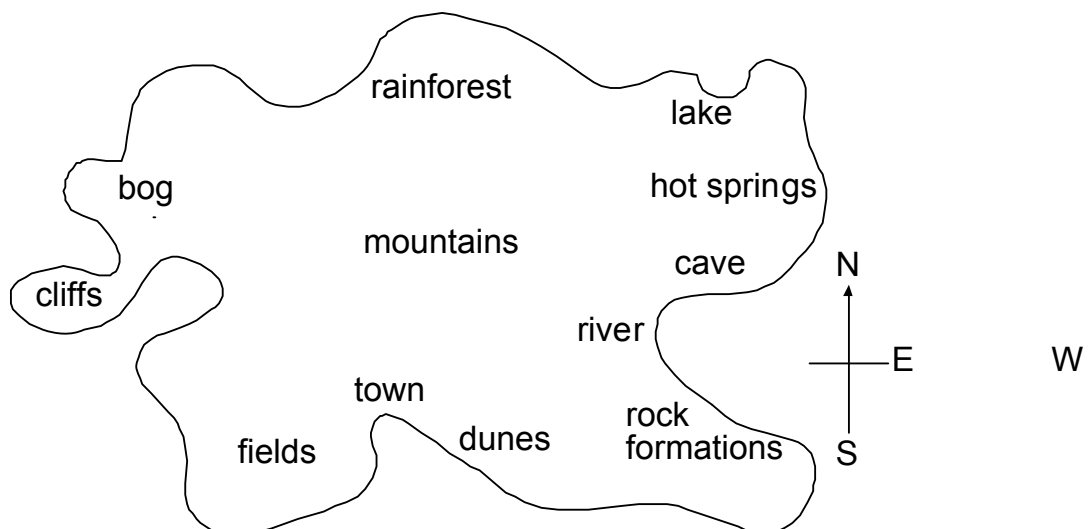 rainforest
lake
bog
hot springs
mountains
cave
N
cliffs
river
E
W
town
rock
formations
dunes
fields
S